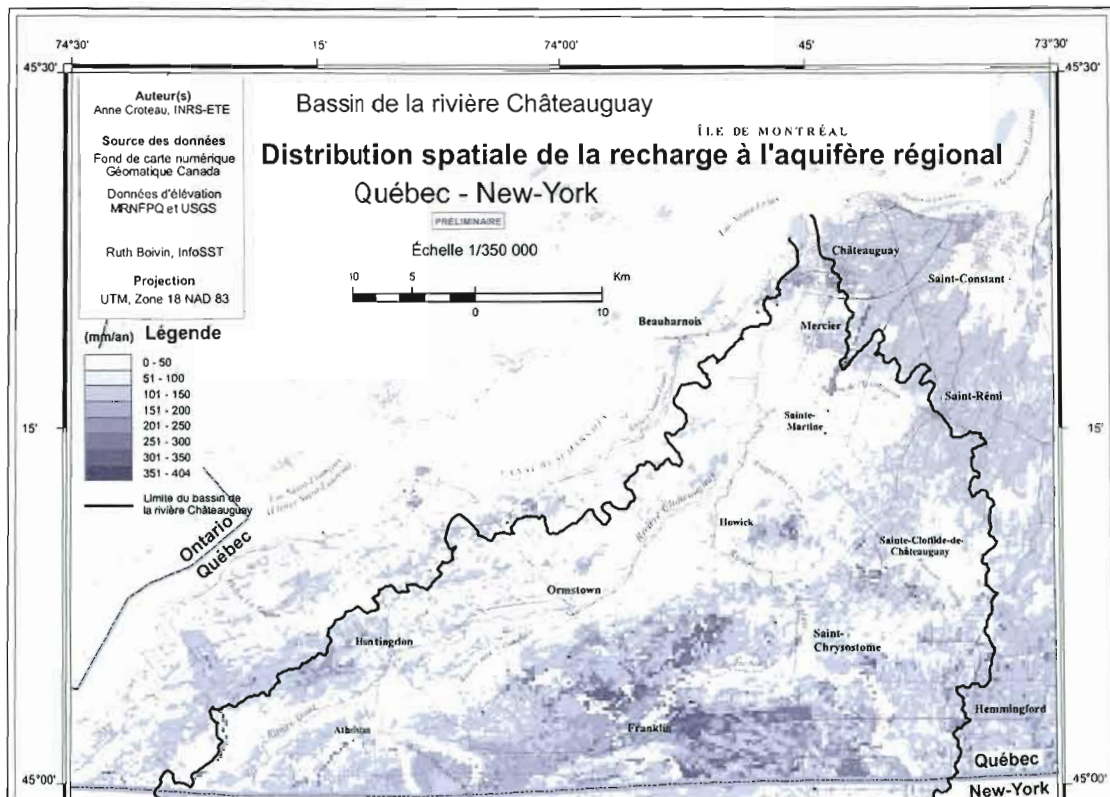 74°30'
15'
74°00'
45'
73°30'
45°30'
45°30'
Auteur(s)
Anne Croteau, INRS-ETE
Source des données
Fond de carte numérique
Géomatique Canada
Données d'élévation
MRNFPQ et USGS
Ruth Boivin, InfoSST
Projection
UTM, Zone 18 NAD 83
Bassin de la rivière Châteauguay
ÎLE DE MONTRÉAL
Distribution spatiale de la recharge à l'aquifère régional
Québec - New-York
PRÉLIMINAIRE
Échelle 1/350 000
5
Km
0
10
(mm/an) Légende
0 - 50
51 - 100
101 - 150
151 - 200
201 - 250
251 - 300
301 - 350
351 - 404
Limite du bassin de
la rivière Châteauguay
Châteauguay
Saint-Constant
Beauharnois
Mercier
Saint-Rémi
Sainte-
Martine
15'
15'
Ontario
Québec
Rivière Châteauguay
Howick
Sainte-Clotilde-de-
Châteauguay
Ormstown
Huntingdon
Saint-
Chrysostome
Hemmingford
Franklin
Athelstan
45°00'
45°00'
Québec
New-York